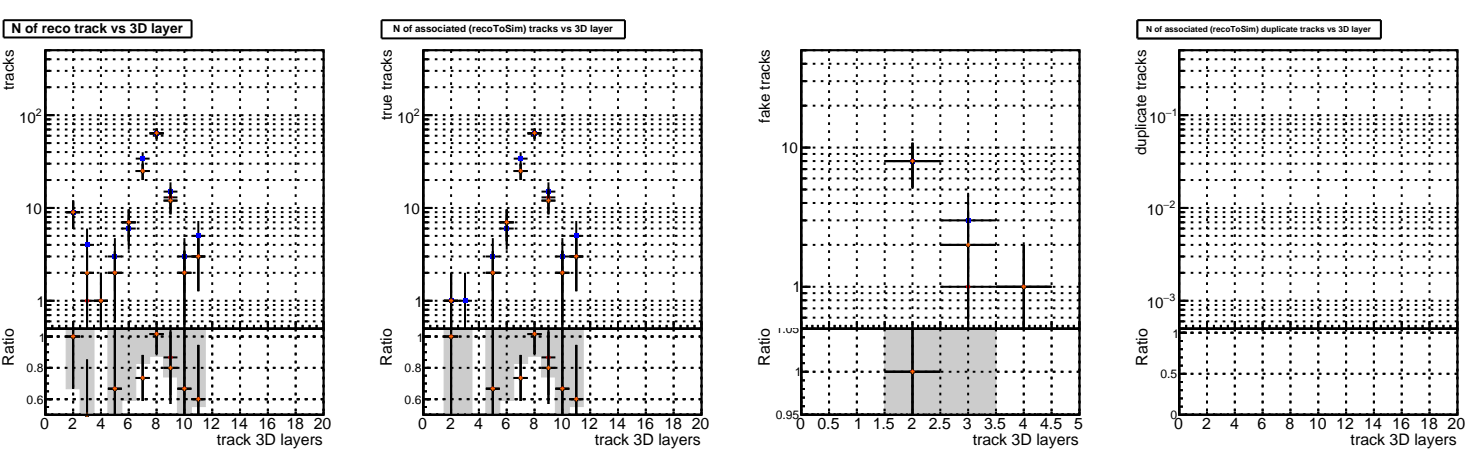 N of reco track vs 3D layer
tracks
10²
10
1
Ratio
1
0.8
0.6
0 2 4 6 8 10 12 14 16 18 20
track 3D layers
N of associated (recoToSim) tracks vs 3D layer
true tracks
10²
10
1
Ratio
1
0.8
0.6
0 2 4 6 8 10 12 14 16 18 20
track 3D layers
fake tracks
10
1
Ratio
1.05
1
0.95
0 0.5 1 1.5 2 2.5 3 3.5 4 4.5 5
track 3D layers
N of associated (recoToSim) duplicate tracks vs 3D layer
duplicate tracks
10⁻¹
10⁻²
10⁻³
Ratio
1
0.5
0
0 2 4 6 8 10 12 14 16 18 20
track 3D layers